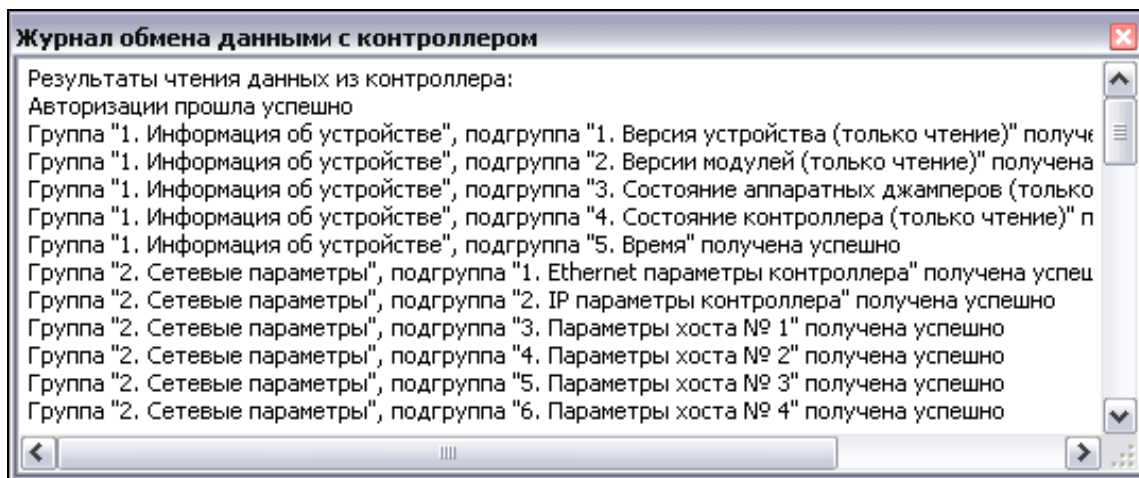 Журнал обмена данными с контроллером
Результаты чтения данных из контроллера:
Авторизации прошла успешно
Группа "1. Информация об устройстве", подгруппа "1. Версия устройства (только чтение)" получе
Группа "1. Информация об устройстве", подгруппа "2. Версии модулей (только чтение)" получена
Группа "1. Информация об устройстве", подгруппа "3. Состояние аппаратных джамперов (только
Группа "1. Информация об устройстве", подгруппа "4. Состояние контроллера (только чтение)" п
Группа "1. Информация об устройстве", подгруппа "5. Время" получена успешно
Группа "2. Сетевые параметры", подгруппа "1. Ethernet параметры контроллера" получена успеш
Группа "2. Сетевые параметры", подгруппа "2. IP параметры контроллера" получена успешно
Группа "2. Сетевые параметры", подгруппа "3. Параметры хоста № 1" получена успешно
Группа "2. Сетевые параметры", подгруппа "4. Параметры хоста № 2" получена успешно
Группа "2. Сетевые параметры", подгруппа "5. Параметры хоста № 3" получена успешно
Группа "2. Сетевые параметры", подгруппа "6. Параметры хоста № 4" получена успешно